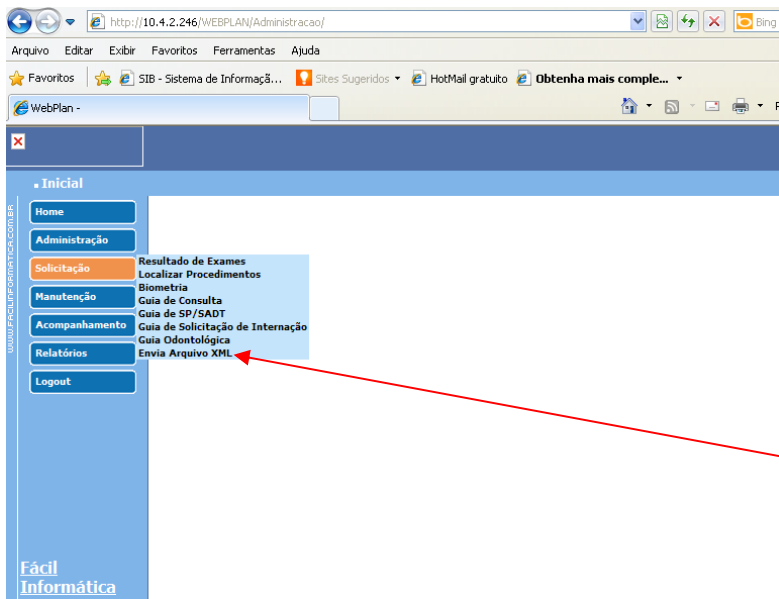 http://10.4.2.246/WEBPLAN/Administracao/
Bing
Arquivo Editar Exibir Favoritos Ferramentas Ajuda
Favoritos SIB - Sistema de Informaçã... Sites Sugeridos HotMail gratuito Obtenha mais comple...
WebPlan -
P
Inicial
Home
Administração
Solicitação
Manutenção
Acompanhamento
Relatórios
Logout
Resultado de Exames
Localizar Procedimentos
Biometria
Guia de Consulta
Guia de SP/SADT
Guia de Solicitação de Internação
Guia Odontológica
Envia Arquivo XML
WWW.FACILINFORMATICA.COM.BR
Fácil
Informática